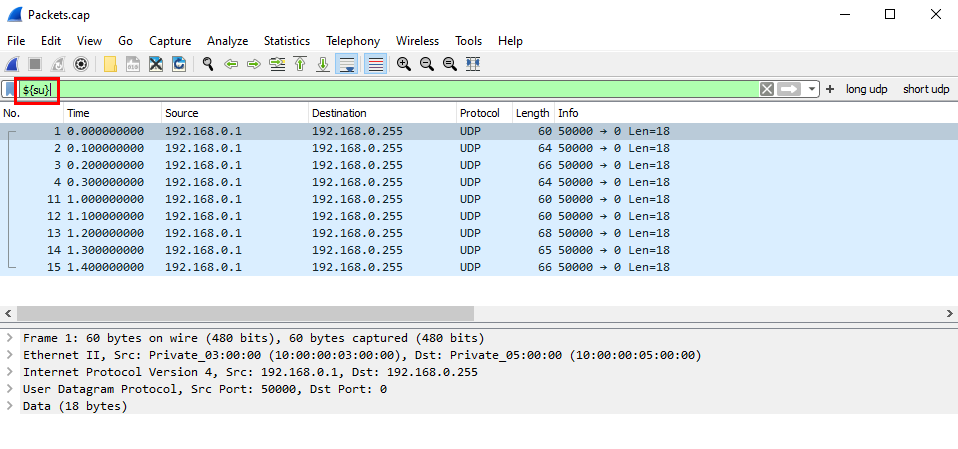 Packets.cap
File Edit View Go Capture Analyze Statistics Telephony Wireless Tools Help
${su} + long udp short udp
No. Time Source Destination Protocol Length Info
1 0.000000000 192.168.0.1 192.168.0.255 UDP 60 50000 → 0 Len=18
2 0.100000000 192.168.0.1 192.168.0.255 UDP 64 50000 → 0 Len=18
3 0.200000000 192.168.0.1 192.168.0.255 UDP 66 50000 → 0 Len=18
4 0.300000000 192.168.0.1 192.168.0.255 UDP 64 50000 → 0 Len=18
11 1.000000000 192.168.0.1 192.168.0.255 UDP 60 50000 → 0 Len=18
12 1.100000000 192.168.0.1 192.168.0.255 UDP 60 50000 → 0 Len=18
13 1.200000000 192.168.0.1 192.168.0.255 UDP 68 50000 → 0 Len=18
14 1.300000000 192.168.0.1 192.168.0.255 UDP 65 50000 → 0 Len=18
15 1.400000000 192.168.0.1 192.168.0.255 UDP 66 50000 → 0 Len=18
Frame 1: 60 bytes on wire (480 bits), 60 bytes captured (480 bits)
Ethernet II, Src: Private_03:00:00 (10:00:00:03:00:00), Dst: Private_05:00:00 (10:00:00:05:00:00)
Internet Protocol Version 4, Src: 192.168.0.1, Dst: 192.168.0.255
User Datagram Protocol, Src Port: 50000, Dst Port: 0
Data (18 bytes)